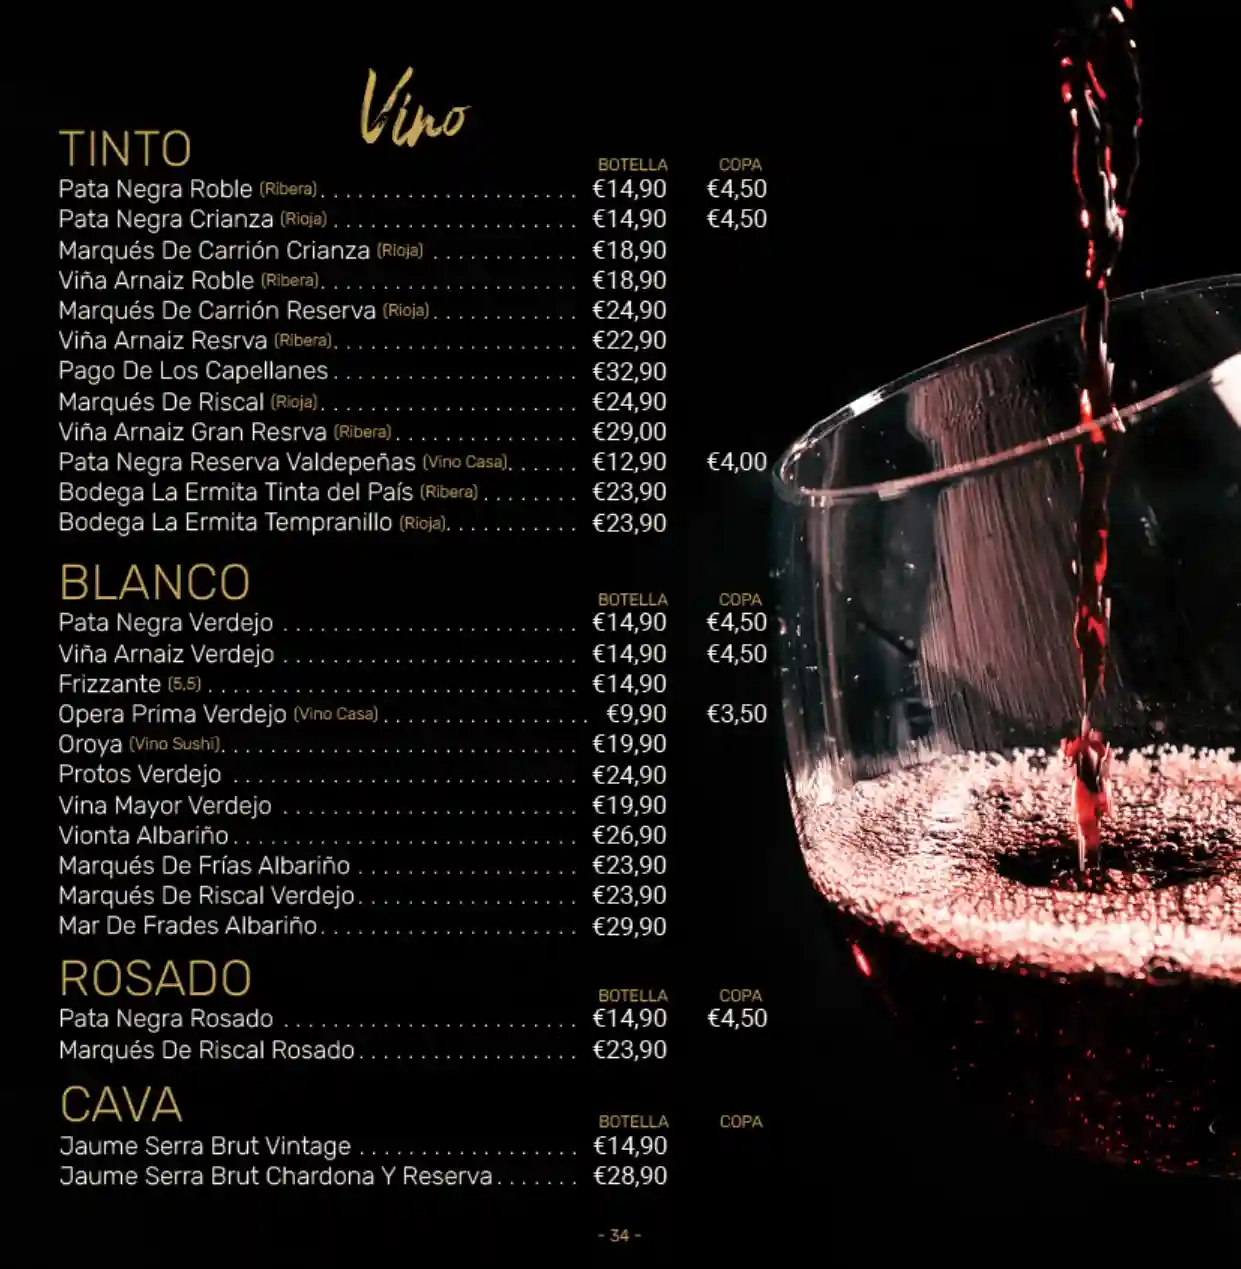 Vino
TINTO
BOTELLA COPA
Pata Negra Roble (Ribera). . . . . . . . . . . . . . . . . . . . . €14,90 €4,50
Pata Negra Crianza (Rioja) . . . . . . . . . . . . . . . . . . . . €14,90 €4,50
Marqués De Carrión Crianza (Rioja) . . . . . . . . . . . . €18,90
Viña Arnaiz Roble (Ribera). . . . . . . . . . . . . . . . . . . . . €18,90
Marqués De Carrión Reserva (Rioja). . . . . . . . . . . . €24,90
Viña Arnaiz Resrva (Ribera). . . . . . . . . . . . . . . . . . . . €22,90
Pago De Los Capellanes . . . . . . . . . . . . . . . . . . . . €32,90
Marqués De Riscal (Rioja). . . . . . . . . . . . . . . . . . . . . €24,90
Viña Arnaiz Gran Resrva (Ribera). . . . . . . . . . . . . . . €29,00
Pata Negra Reserva Valdepeñas (Vino Casa). . . . . . €12,90 €4,00
Bodega La Ermita Tinta del País (Ribera) . . . . . . . . €23,90
Bodega La Ermita Tempranillo (Rioja). . . . . . . . . . . €23,90
BLANCO
BOTELLA COPA
Pata Negra Verdejo . . . . . . . . . . . . . . . . . . . . . . . . €14,90 €4,50
Viña Arnaiz Verdejo . . . . . . . . . . . . . . . . . . . . . . . . €14,90 €4,50
Frizzante (5,5) . . . . . . . . . . . . . . . . . . . . . . . . . . . . . . €14,90
Opera Prima Verdejo (Vino Casa) . . . . . . . . . . . . . . . . . €9,90 €3,50
Oroya (Vino Sushi). . . . . . . . . . . . . . . . . . . . . . . . . . . . . €19,90
Protos Verdejo . . . . . . . . . . . . . . . . . . . . . . . . . . . . €24,90
Vina Mayor Verdejo . . . . . . . . . . . . . . . . . . . . . . . . €19,90
Vionta Albariño . . . . . . . . . . . . . . . . . . . . . . . . . . . . €26,90
Marqués De Frías Albariño . . . . . . . . . . . . . . . . . . €23,90
Marqués De Riscal Verdejo . . . . . . . . . . . . . . . . . . €23,90
Mar De Frades Albariño. . . . . . . . . . . . . . . . . . . . . €29,90
ROSADO
BOTELLA COPA
Pata Negra Rosado . . . . . . . . . . . . . . . . . . . . . . . . €14,90 €4,50
Marqués De Riscal Rosado . . . . . . . . . . . . . . . . . . €23,90
CAVA
BOTELLA COPA
Jaume Serra Brut Vintage . . . . . . . . . . . . . . . . . . €14,90
Jaume Serra Brut Chardona Y Reserva . . . . . . . €28,90
- 34 -